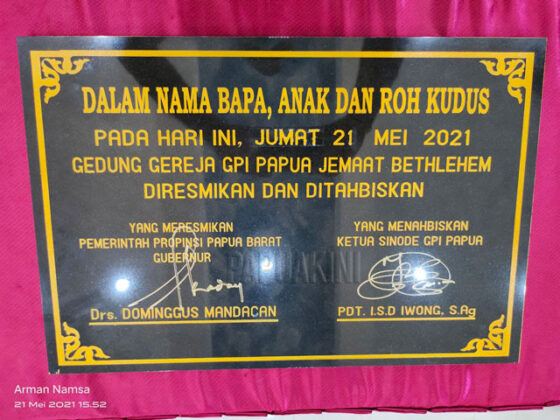 DALAM NAMA BAPA, ANAK DAN ROH KUDUS
PADA HARI INI, JUMAT 21 MEI 2021
GEDUNG GEREJA GPI PAPUA JEMAAT BETHLEHEM
DIRESMIKAN DAN DITAHBISKAN
YANG MERESMIKAN
PEMERINTAH PROPINSI PAPUA BARAT
GUBERNUR
Drs. DOMINGGUS MANDACAN
YANG MENAHBISKAN
KETUA SINODE GPI PAPUA
PDT. I.S.D IWONG, S.Ag
PAPUAKINI
Arman Namsa
21 Mei 2021 15.52